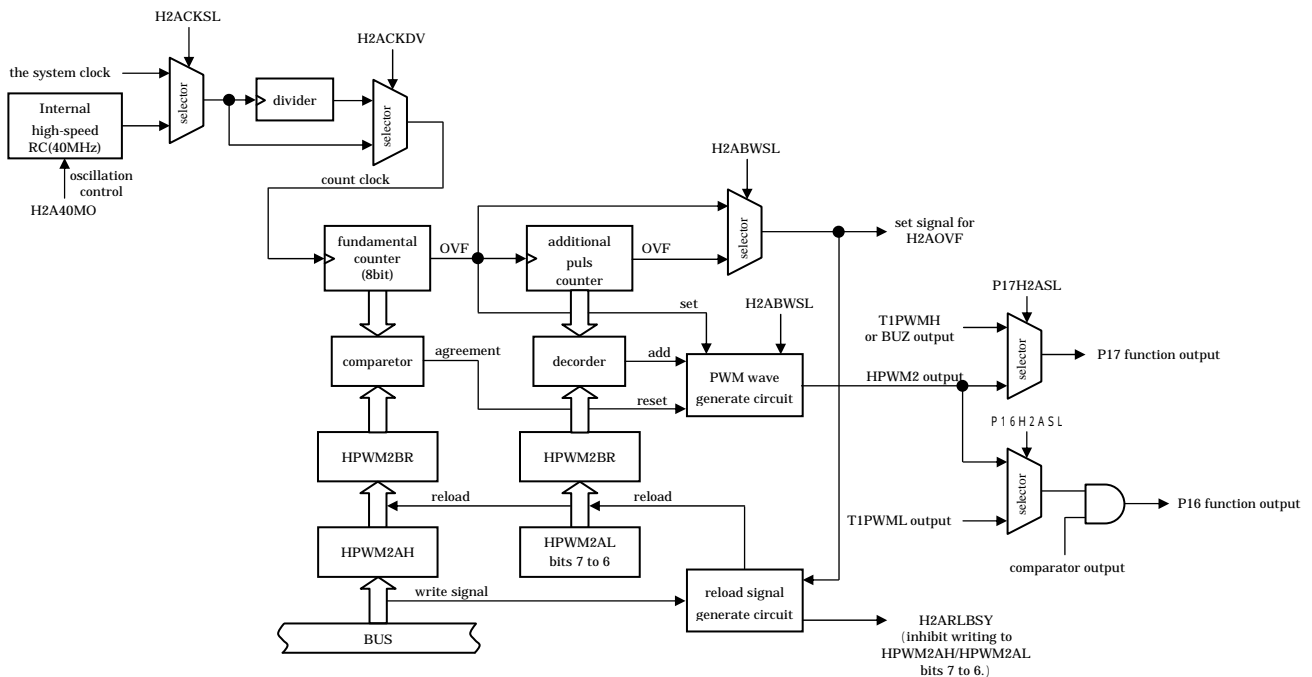 H2ACKSL
H2ACKDV
the system clock
selector
divider
selector
Internal
high-speed
RC(40MHz)
oscillation
control
H2A40MO
count clock
H2ABWSL
selector
set signal for
H2AOVF
fundamental
counter
(8bit)
OVF
additional
puls
counter
OVF
set
H2ABWSL
P17H2ASL
T1PWMH
or BUZ output
selector
P17 function output
comparetor
agreement
decorder
add
PWM wave
generate circuit
HPWM2 output
reset
P16H2ASL
HPWM2BR
HPWM2BR
selector
reload
reload
P16 function output
T1PWML output
HPWM2AH
HPWM2AL
bits 7 to 6
comparator output
write signal
reload signal
generate circuit
BUS
H2ARLBSY
(inhibit writing to
HPWM2AH/HPWM2AL
bits 7 to 6.)